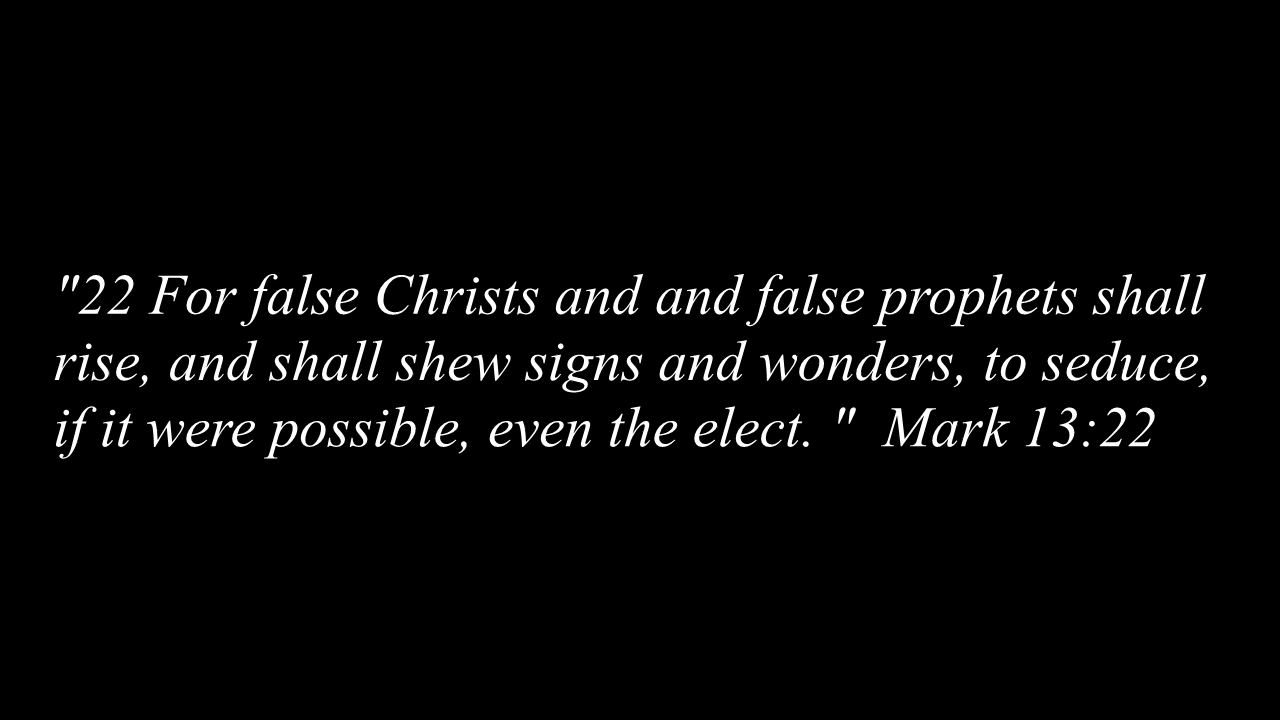 "22 For false Christs and and false prophets shall
rise, and shall shew signs and wonders, to seduce,
if it were possible, even the elect. "  Mark 13:22